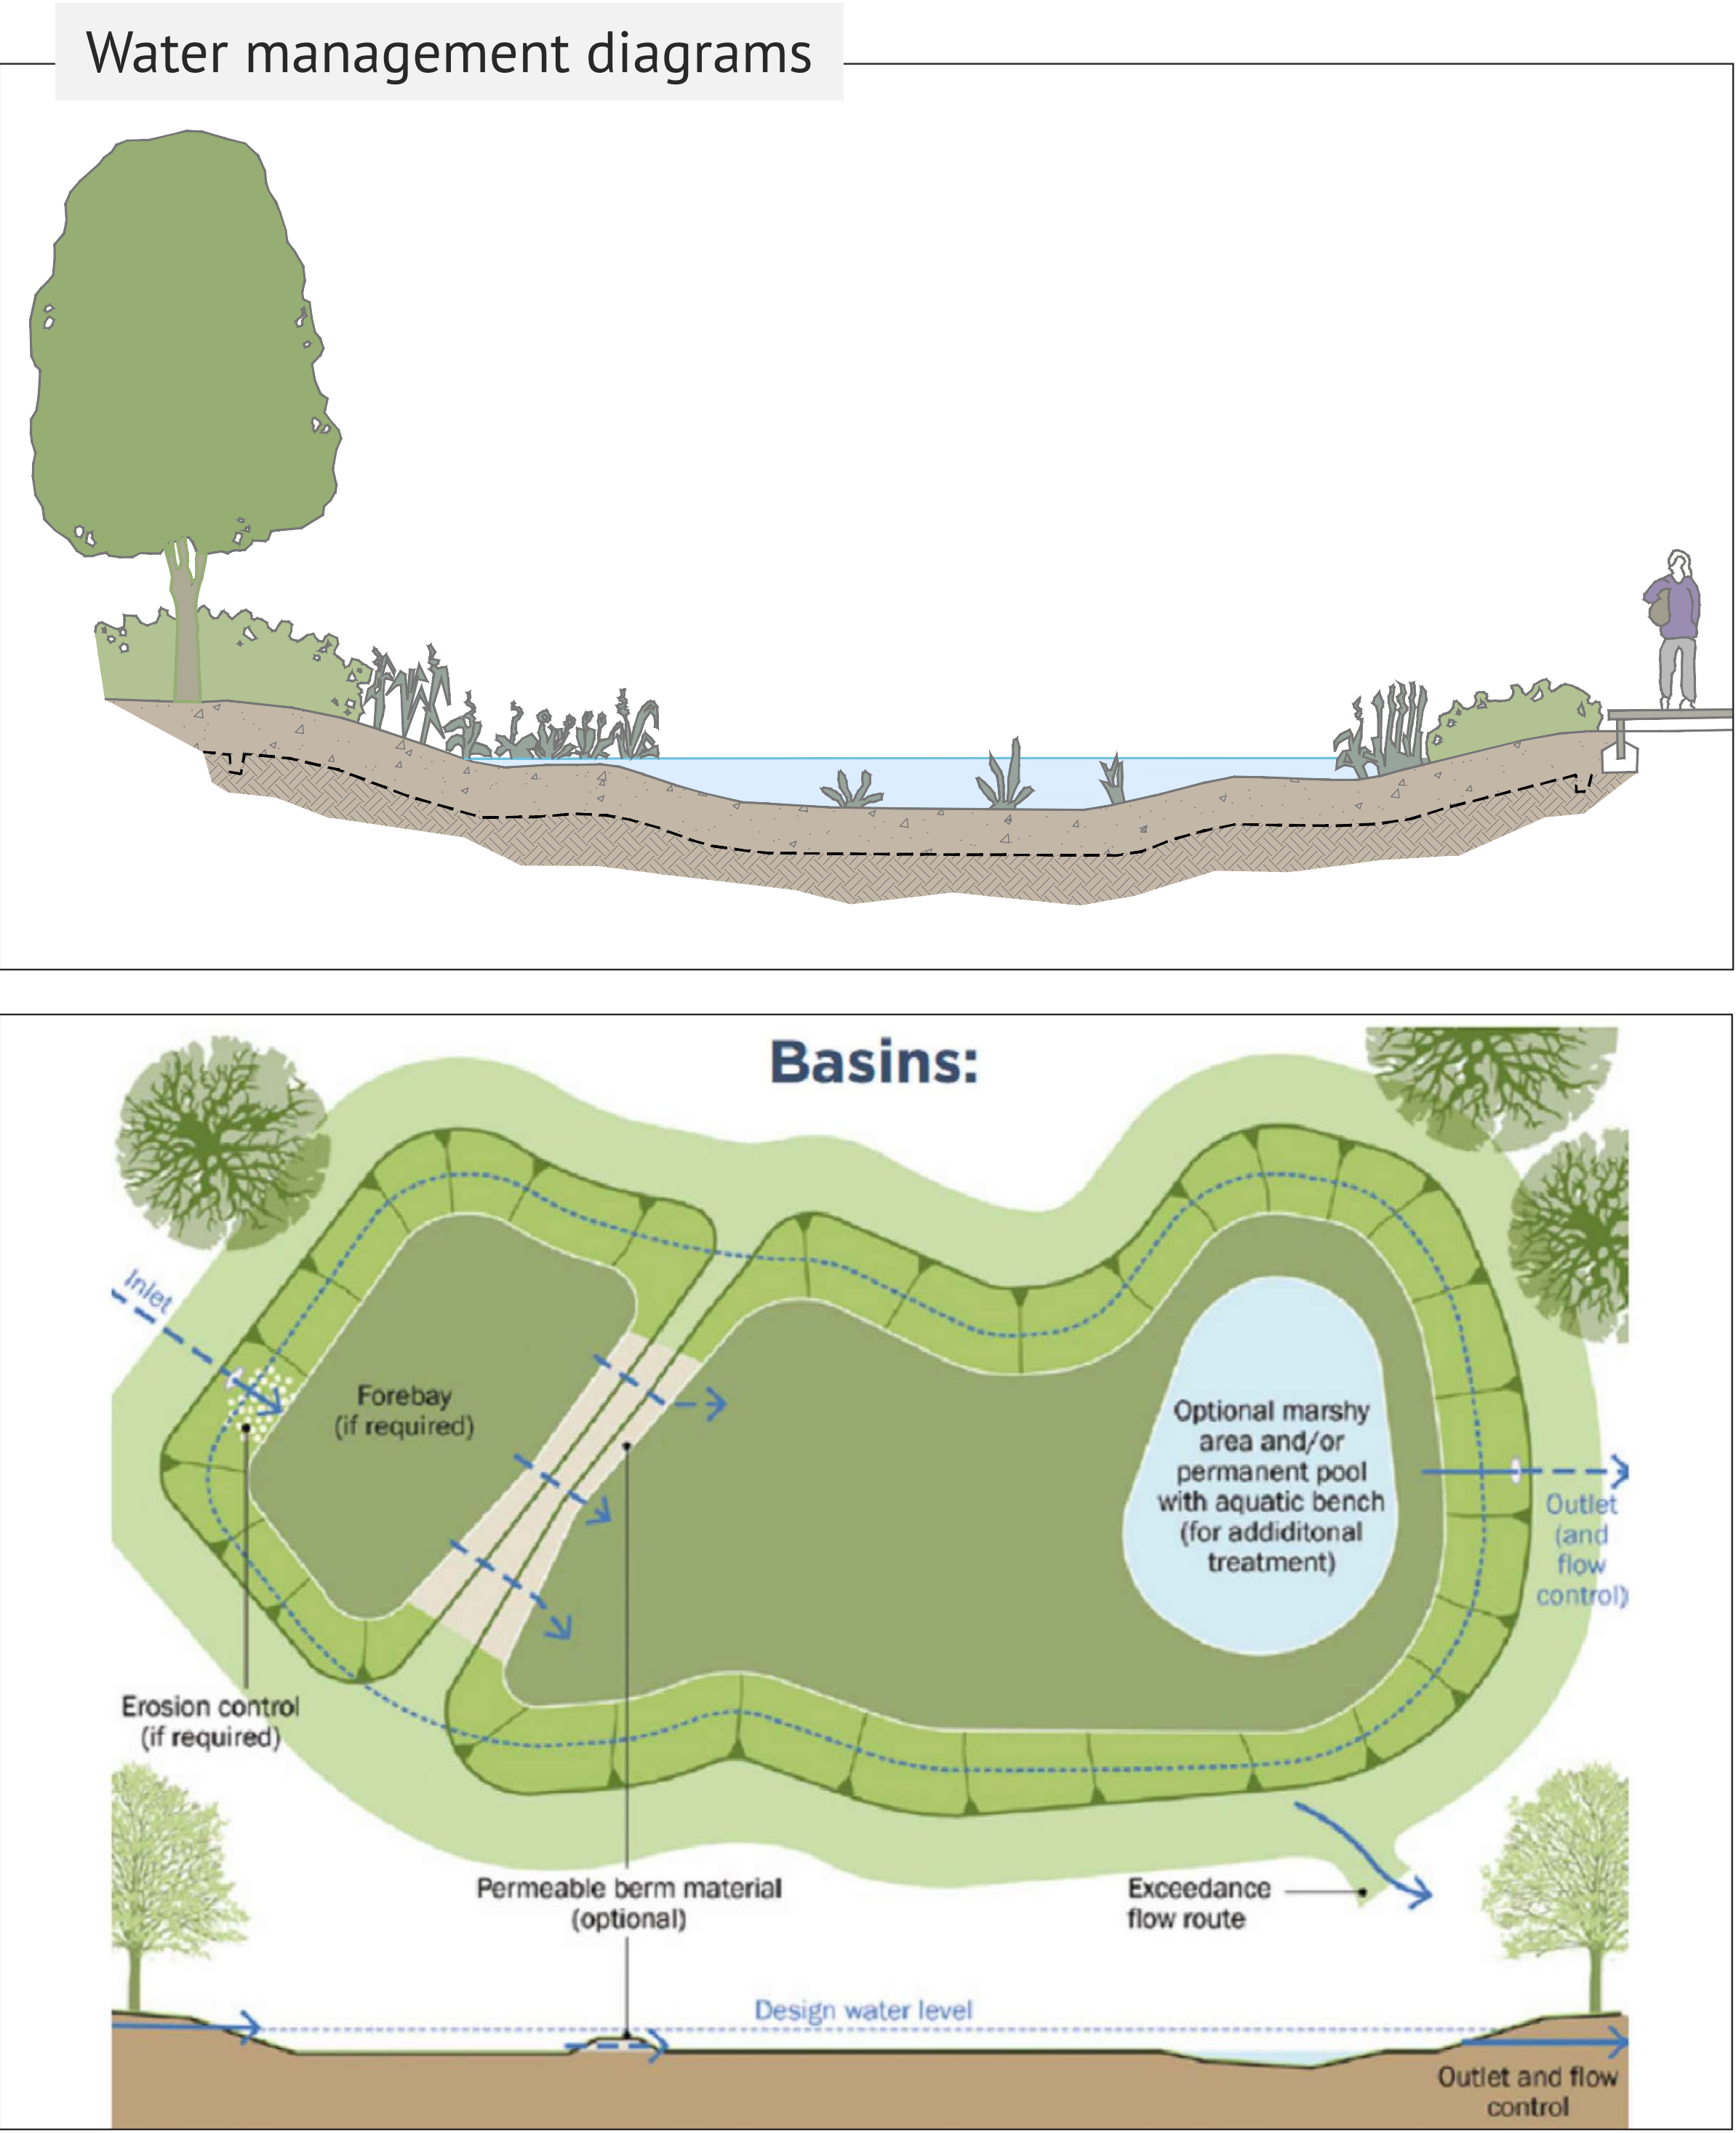 Water management diagrams
Basins:
Inlet
Forebay
(if required)
Optional marshy
area and/or
permanent pool
with aquatic bench
(for addiditonal
treatment)
Outlet
(and
flow
control)
Erosion control
(if required)
Permeable berm material
(optional)
Exceedance
flow route
Design water level
Outlet and flow
control